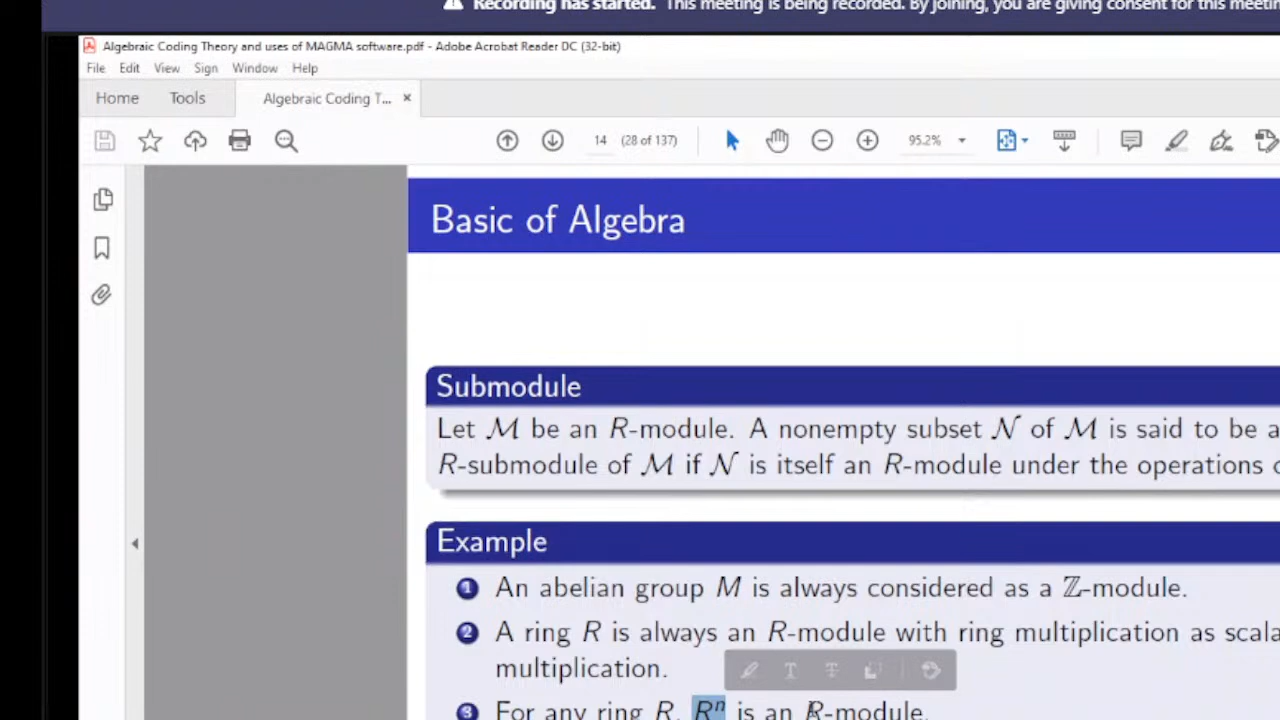 Recording has started. This meeting is being recorded. By joining, you are giving consent for this
Algebraic Coding Theory and uses of MAGMA software.pdf - Adobe Acrobat Reader DC (32-bit)
File Edit View Sign Window Help
Home Tools Algebraic Coding T... ×
14 (28 of 137) 95.2%
Basic of Algebra
Submodule
Let ℳ be an R-module. A nonempty subset 𝒩 of ℳ is said to be a
R-submodule of ℳ if 𝒩 is itself an R-module under the operations
Example
1 An abelian group M is always considered as a ℤ-module.
2 A ring R is always an R-module with ring multiplication as
multiplication.
3 For any ring R, Rⁿ is an R-module.